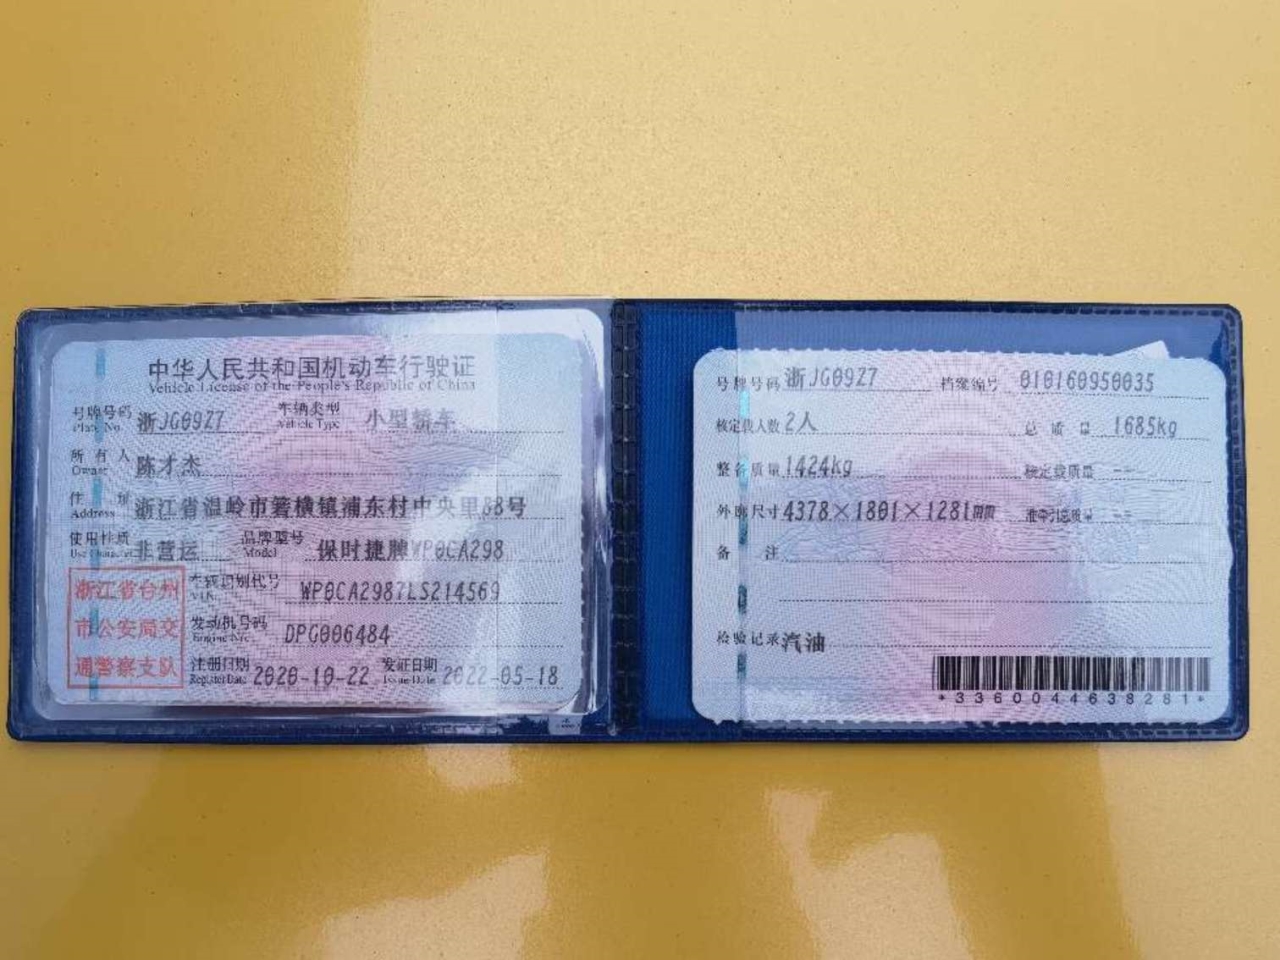 中华人民共和国机动车行驶证
Vehicle License of the People's Republic of China
号牌号码 浙JG09Z7 车辆类型 小型轿车
Plate No. Vehicle Type
所有人 陈才杰
Owner
住址 浙江省温岭市箬横镇浦东村中央里88号
Address
使用性质 非营运 品牌型号 保时捷牌WP0CA298
Use Character Model
浙江省台州 车辆识别代号 WP0CA2987LS214569
VIN
市公安局交 发动机号码 DPG006484
Engine No.
通警察支队 注册日期 2020-10-22 发证日期 2022-05-18
Register Date Issue Date
号牌号码 浙JG09Z7 档案编号 010160950035
核定载人数 2人 总质量 1685kg
整备质量 1424kg 核定载质量 --
外廓尺寸 4378×1801×1281mm 准牵引总质量 --
备注
检验记录 汽油
*3360044638281*